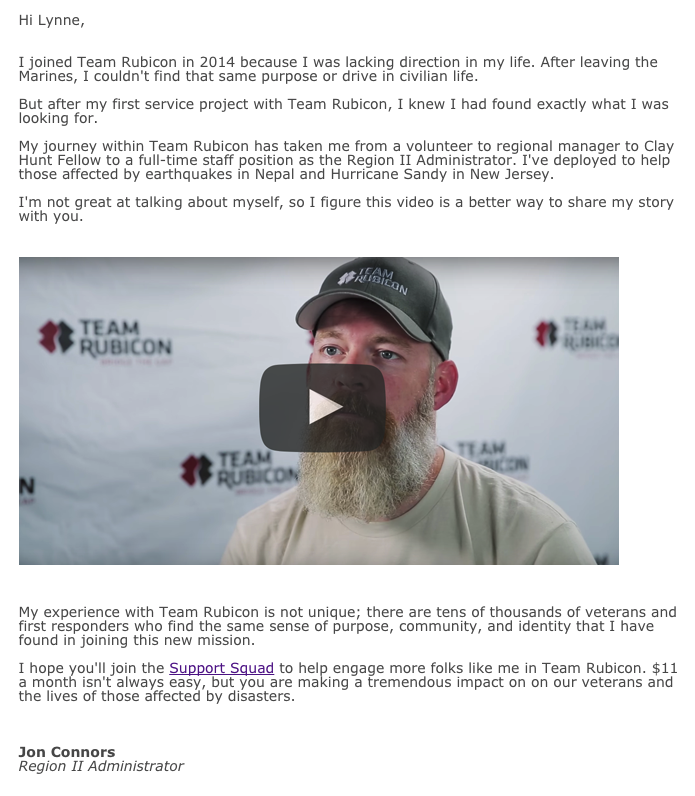 Hi Lynne,
I joined Team Rubicon in 2014 because I was lacking direction in my life. After leaving the
Marines, I couldn't find that same purpose or drive in civilian life.
But after my first service project with Team Rubicon, I knew I had found exactly what I was
looking for.
My journey within Team Rubicon has taken me from a volunteer to regional manager to Clay
Hunt Fellow to a full-time staff position as the Region II Administrator. I've deployed to help
those affected by earthquakes in Nepal and Hurricane Sandy in New Jersey.
I'm not great at talking about myself, so I figure this video is a better way to share my story
with you.
TEAM
RUBICON
TEAM
RUBICON
TEAM
RUBICON
TEAM
RUBICON
TEAM
RUBICON
N
My experience with Team Rubicon is not unique; there are tens of thousands of veterans and
first responders who find the same sense of purpose, community, and identity that I have
found in joining this new mission.
I hope you'll join the Support Squad to help engage more folks like me in Team Rubicon. $11
a month isn't always easy, but you are making a tremendous impact on on our veterans and
the lives of those affected by disasters.
Jon Connors
Region II Administrator